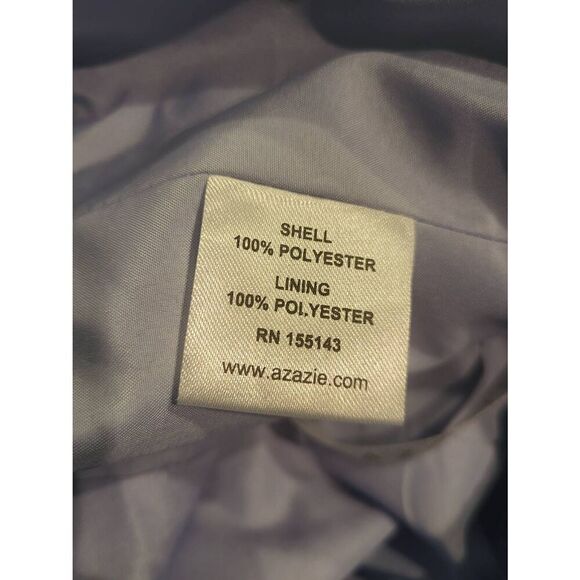 SHELL
100% POLYESTER
LINING
100% POLYESTER
RN 155143
www.azazie.com